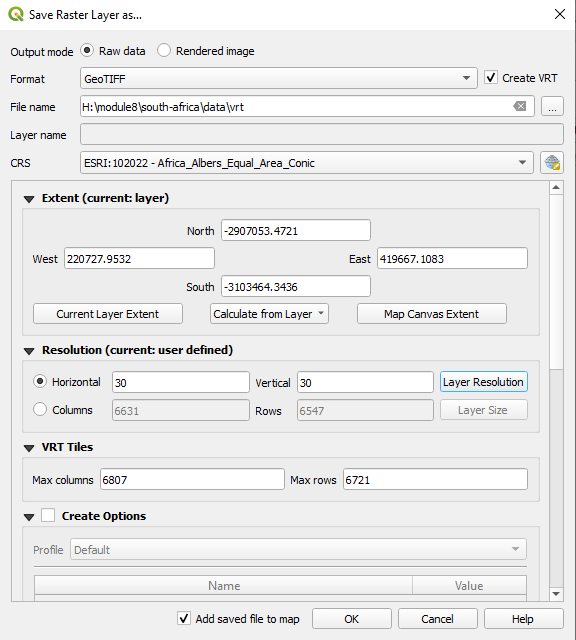 Save Raster Layer as...
Output mode Raw data Rendered image
Format GeoTIFF Create VRT
File name H:\module8\south-africa\data\vrt ...
Layer name
CRS ESRI:102022 - Africa_Albers_Equal_Area_Conic
Extent (current: layer)
North -2907053.4721
West 220727.9532 East 419667.1083
South -3103464.3436
Current Layer Extent Calculate from Layer Map Canvas Extent
Resolution (current: user defined)
Horizontal 30 Vertical 30 Layer Resolution
Columns 6631 Rows 6547 Layer Size
VRT Tiles
Max columns 6807 Max rows 6721
Create Options
Profile Default
Name Value
Add saved file to map OK Cancel Help